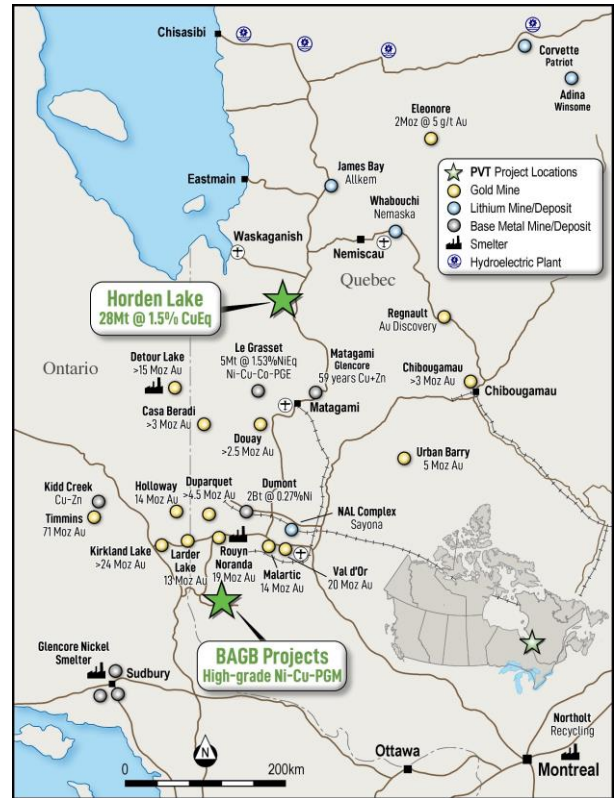 Chisasibi
Corvette
Patriot
Adina
Winsome
Eleonore
2Moz @ 5 g/t Au
James Bay
Allkem
Eastmain
Whabouchi
Nemaska
PVT Project Locations
Gold Mine
Lithium Mine/Deposit
Base Metal Mine/Deposit
Smelter
Hydroelectric Plant
Waskaganish
Nemiscau
Quebec
Horden Lake
28Mt @ 1.5% CuEq
Regnault
Au Discovery
Ontario
Le Grasset
5Mt @ 1.53%NiEq
Ni-Cu-Co-PGE
Matagami
Glencore
59 years Cu+Zn
Detour Lake
>15 Moz Au
Chibougamau
>3 Moz Au
Chibougamau
Matagami
Casa Beradi
>3 Moz Au
Douay
>2.5 Moz Au
Urban Barry
5 Moz Au
Kidd Creek
Cu-Zn
Timmins
71 Moz Au
Holloway
14 Moz Au
Duparquet
>4.5 Moz Au
Dumont
2Bt @ 0.27%Ni
NAL Complex
Sayona
Kirkland Lake
>24 Moz Au
Larder
Lake
13 Moz Au
Rouyn
Noranda
19 Moz Au
Malartic
14 Moz Au
Val d'Or
20 Moz Au
BAGB Projects
High-grade Ni-Cu-PGM
Glencore Nickel
Smelter
Sudbury
Northolt
Recycling
N
0 200km
Ottawa
Montreal